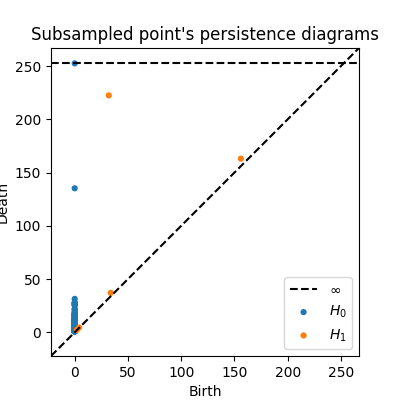 Subsampled point's persistence diagrams
250
200
150
100
50
0
Death
0 50 100 150 200 250
Birth
∞
H₀
H₁